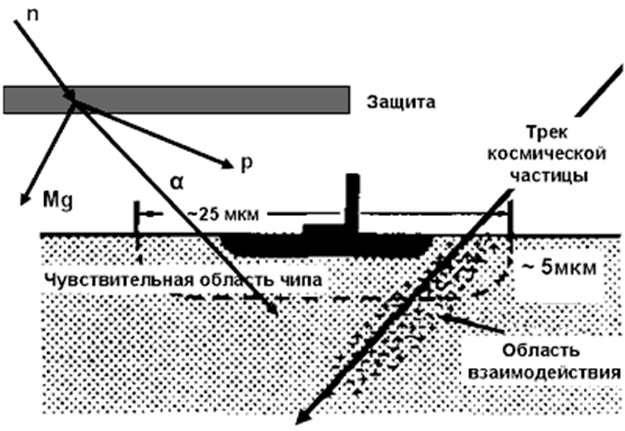 n
Защита
Трек
космической
частицы
p
α
Mg
~25 мкм
Чувствительная область чипа
~ 5мкм
Область
взаимодействия